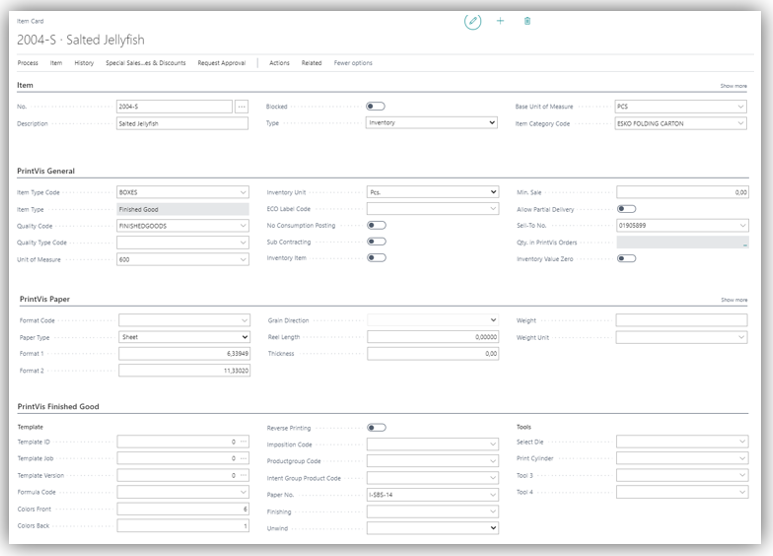 Item Card
2004-S · Salted Jellyfish
Process Item History Special Sales...es & Discounts Request Approval Actions Related Fewer options
Item Show more
No. 2004-S ... Blocked Base Unit of Measure PCS
Description Salted Jellyfish Type Inventory Item Category Code ESKO FOLDING CARTON
PrintVis General
Item Type Code BOXES Inventory Unit Pcs. Min. Sale 0,00
Item Type Finished Good ECO Label Code Allow Partial Delivery
Quality Code FINISHEDGOODS No Consumption Posting Sell-To No. 01905899
Quality Type Code Sub Contracting Qty. in PrintVis Orders
Unit of Measure 600 Inventory Item Inventory Value Zero
PrintVis Paper Show more
Format Code Grain Direction Weight
Paper Type Sheet Reel Length 0,00000 Weight Unit
Format 1 6,33949 Thickness 0,00
Format 2 11,33020
PrintVis Finished Good
Template Reverse Printing Tools
Template ID 0 ... Imposition Code Select Die
Template Job 0 ... Productgroup Code Print Cylinder
Template Version 0 ... Intent Group Product Code Tool 3
Formula Code Paper No. I-SBS-14 Tool 4
Colors Front 6 Finishing
Colors Back 1 Unwind